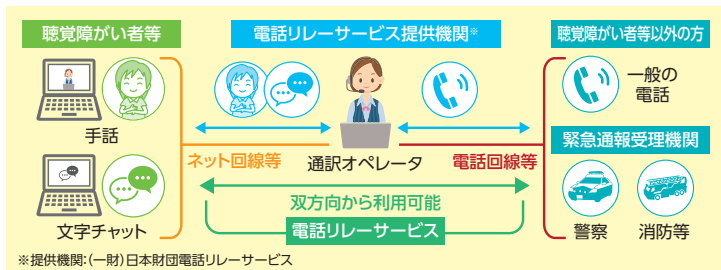 聴覚障がい者等
電話リレーサービス提供機関※
聴覚障がい者等以外の方
手話
一般の
電話
ネット回線等
通訳オペレータ
電話回線等
緊急通報受理機関
双方向から利用可能
電話リレーサービス
文字チャット
警察
消防等
※提供機関：（一財）日本財団電話リレーサービス